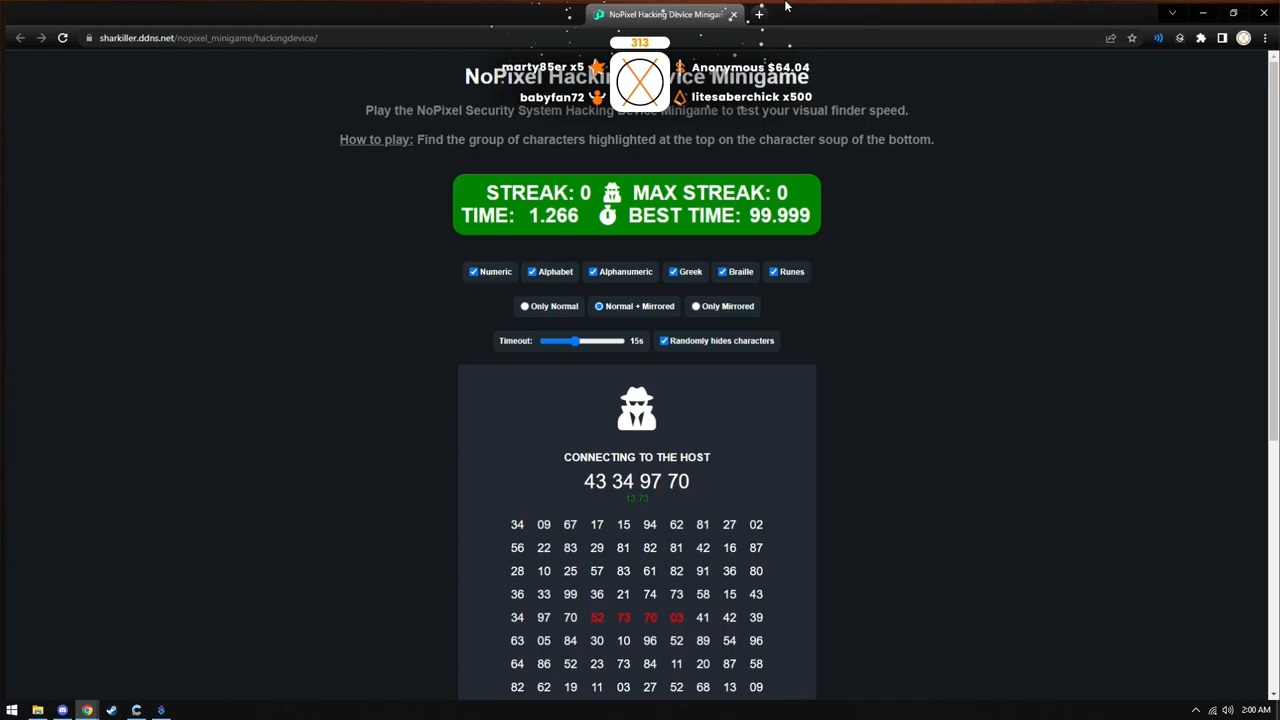 NoPixel Hacking Device Minigam
sharkiller.ddns.net/nopixel_minigame/hackingdevice/
313
marty85er x5
Anonymous $64.04
babyfan72
litesaberchick x500
NoPixel Hacking Device Minigame
Play the NoPixel Security System Hacking Device Minigame to test your visual finder speed.
How to play: Find the group of characters highlighted at the top on the character soup of the bottom.
STREAK: 0 MAX STREAK: 0
TIME: 1.266 BEST TIME: 99.999
Numeric Alphabet Alphanumeric Greek Braille Runes
Only Normal Normal + Mirrored Only Mirrored
Timeout: 15s Randomly hides characters
CONNECTING TO THE HOST
43 34 97 70
13.73
34 09 67 17 15 94 62 81 27 02
56 22 83 29 81 82 81 42 16 87
28 10 25 57 83 61 82 91 36 80
36 33 99 36 21 74 73 58 15 43
34 97 70 52 73 70 03 41 42 39
63 05 84 30 10 96 52 89 54 96
64 86 52 23 73 84 11 20 87 58
82 62 19 11 03 27 52 68 13 09
2:00 AM